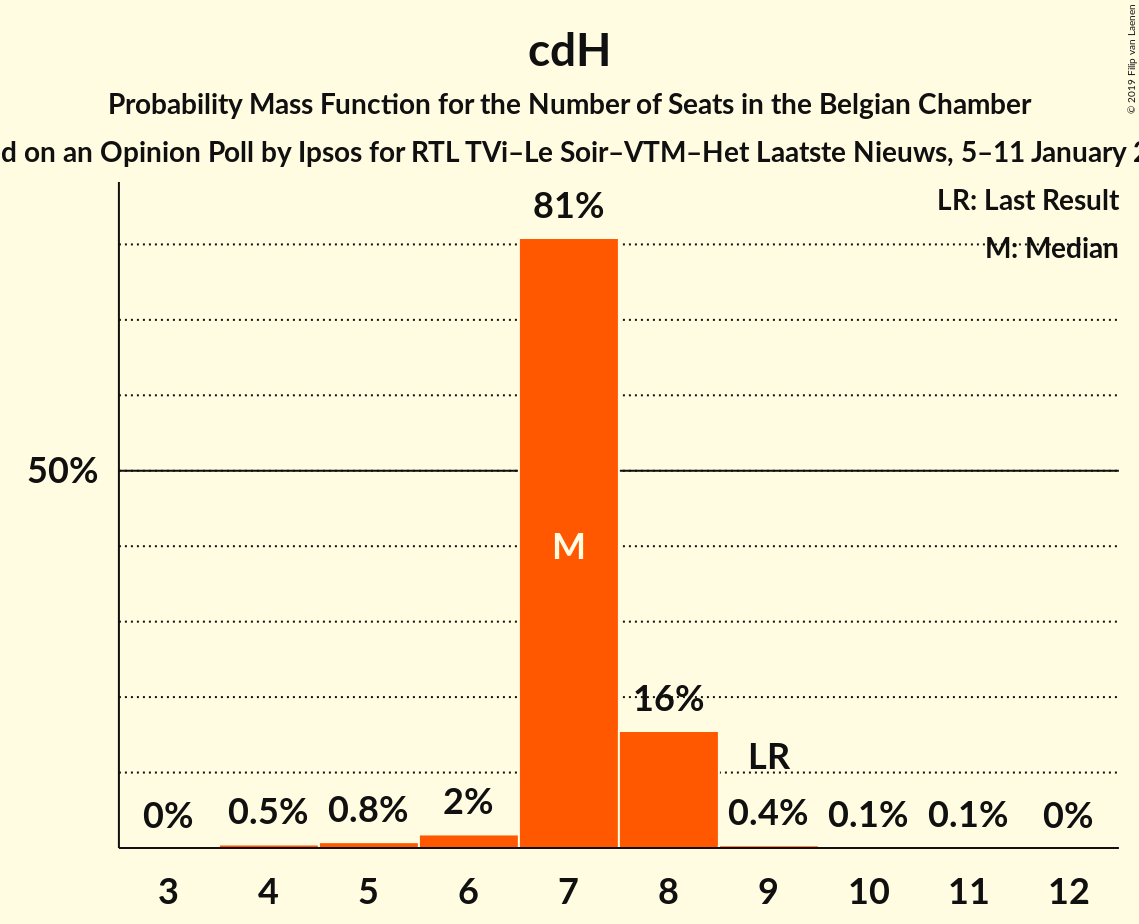 cdH
Probability Mass Function for the Number of Seats in the Belgian Chamber
d on an Opinion Poll by Ipsos for RTL TVi–Le Soir–VTM–Het Laatste Nieuws, 5–11 January 2
© 2019 Filip van Laenen
LR: Last Result
M: Median
81%
50%
M
16%
LR
0%
0.5%
0.8%
2%
0.4%
0.1%
0.1%
0%
3 4 5 6 7 8 9 10 11 12